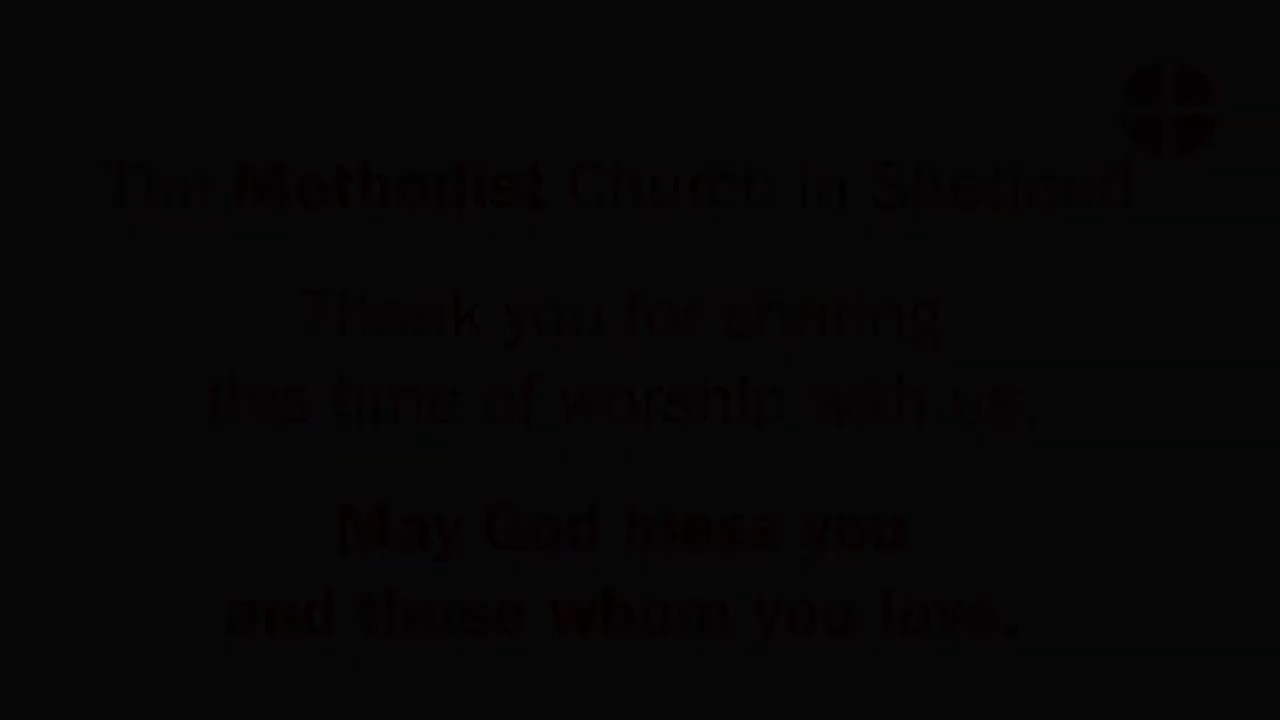 The Methodist Church in Shetland
Thank you for sharing
this time of worship with us.
May God bless you
and those whom you love.